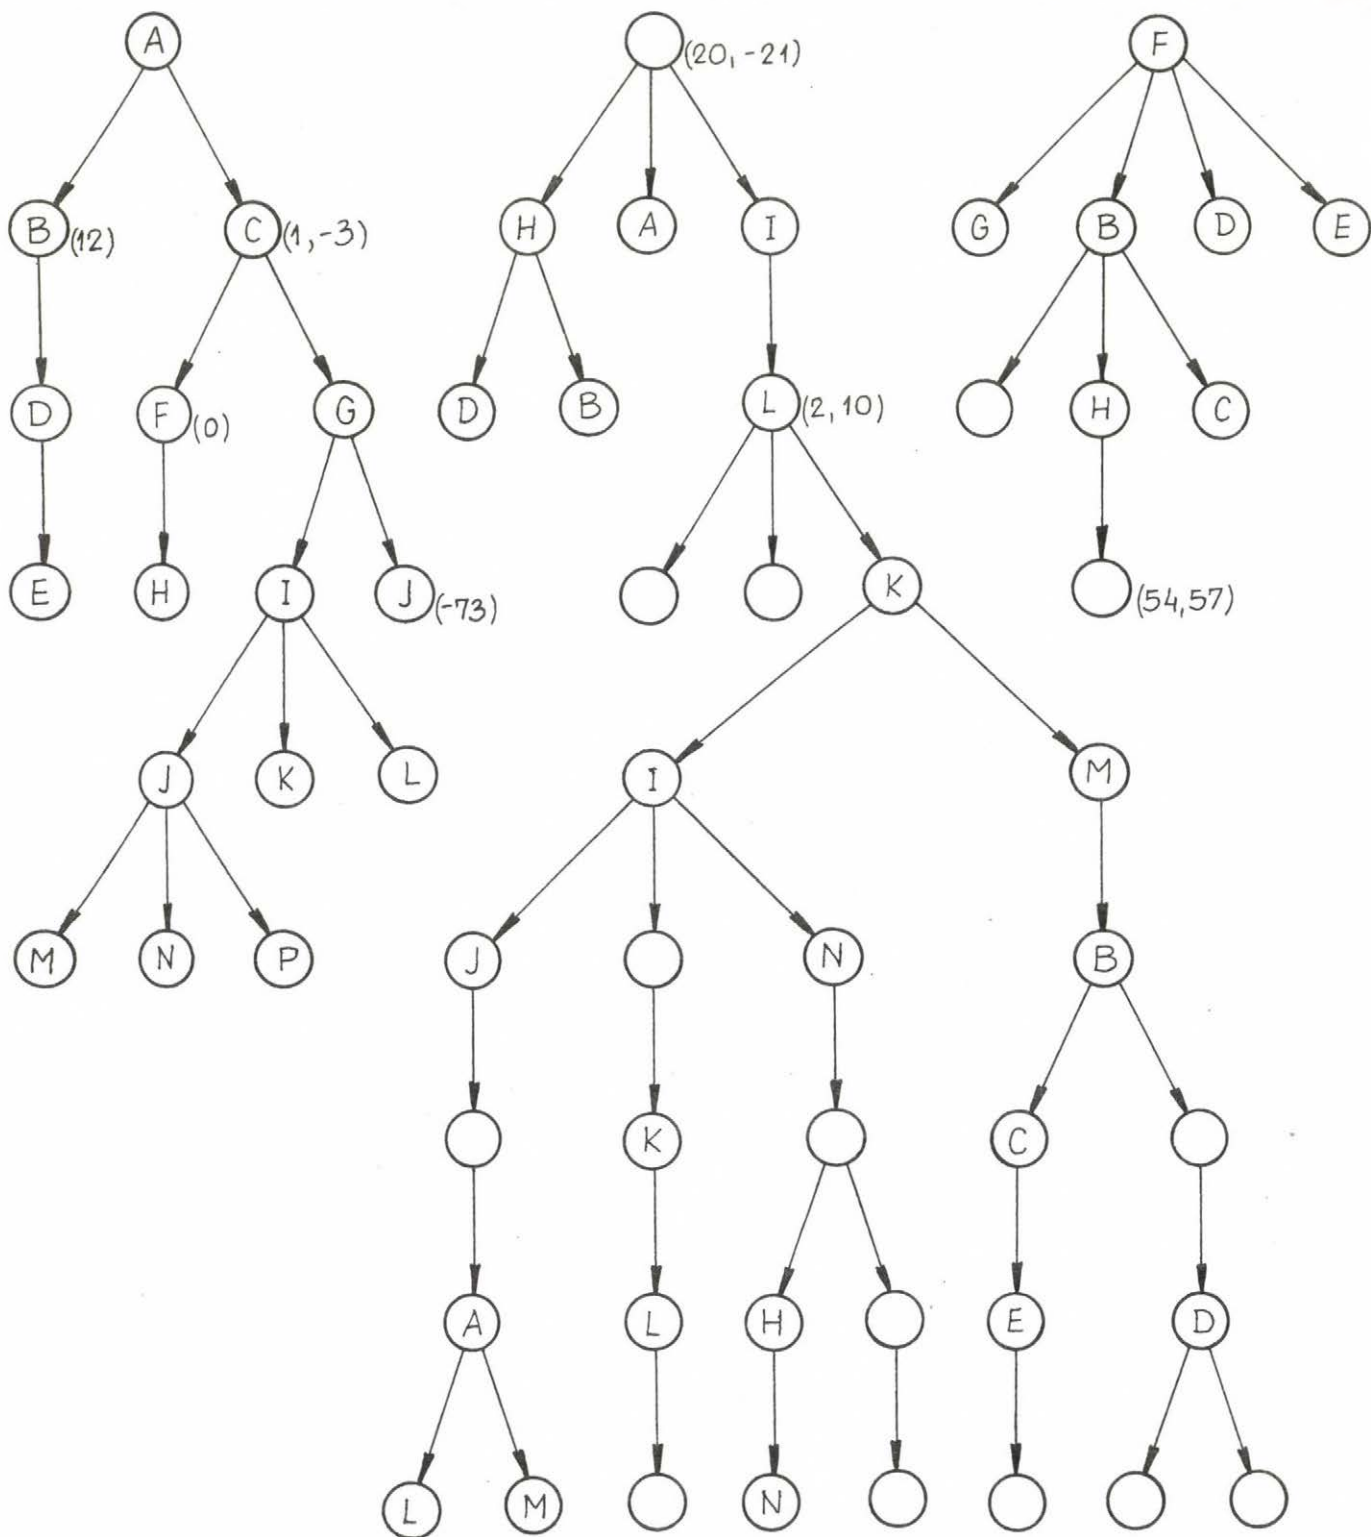 A
(20,-21)
F
B (12)
C (1,-3)
H
A
I
G
B
D
E
D
F (0)
G
D
B
L (2,10)
H
C
E
H
I
J (-73)
K
(54,57)
J
K
L
I
M
M
N
P
J
N
B
K
C
A
L
H
E
D
L
M
N